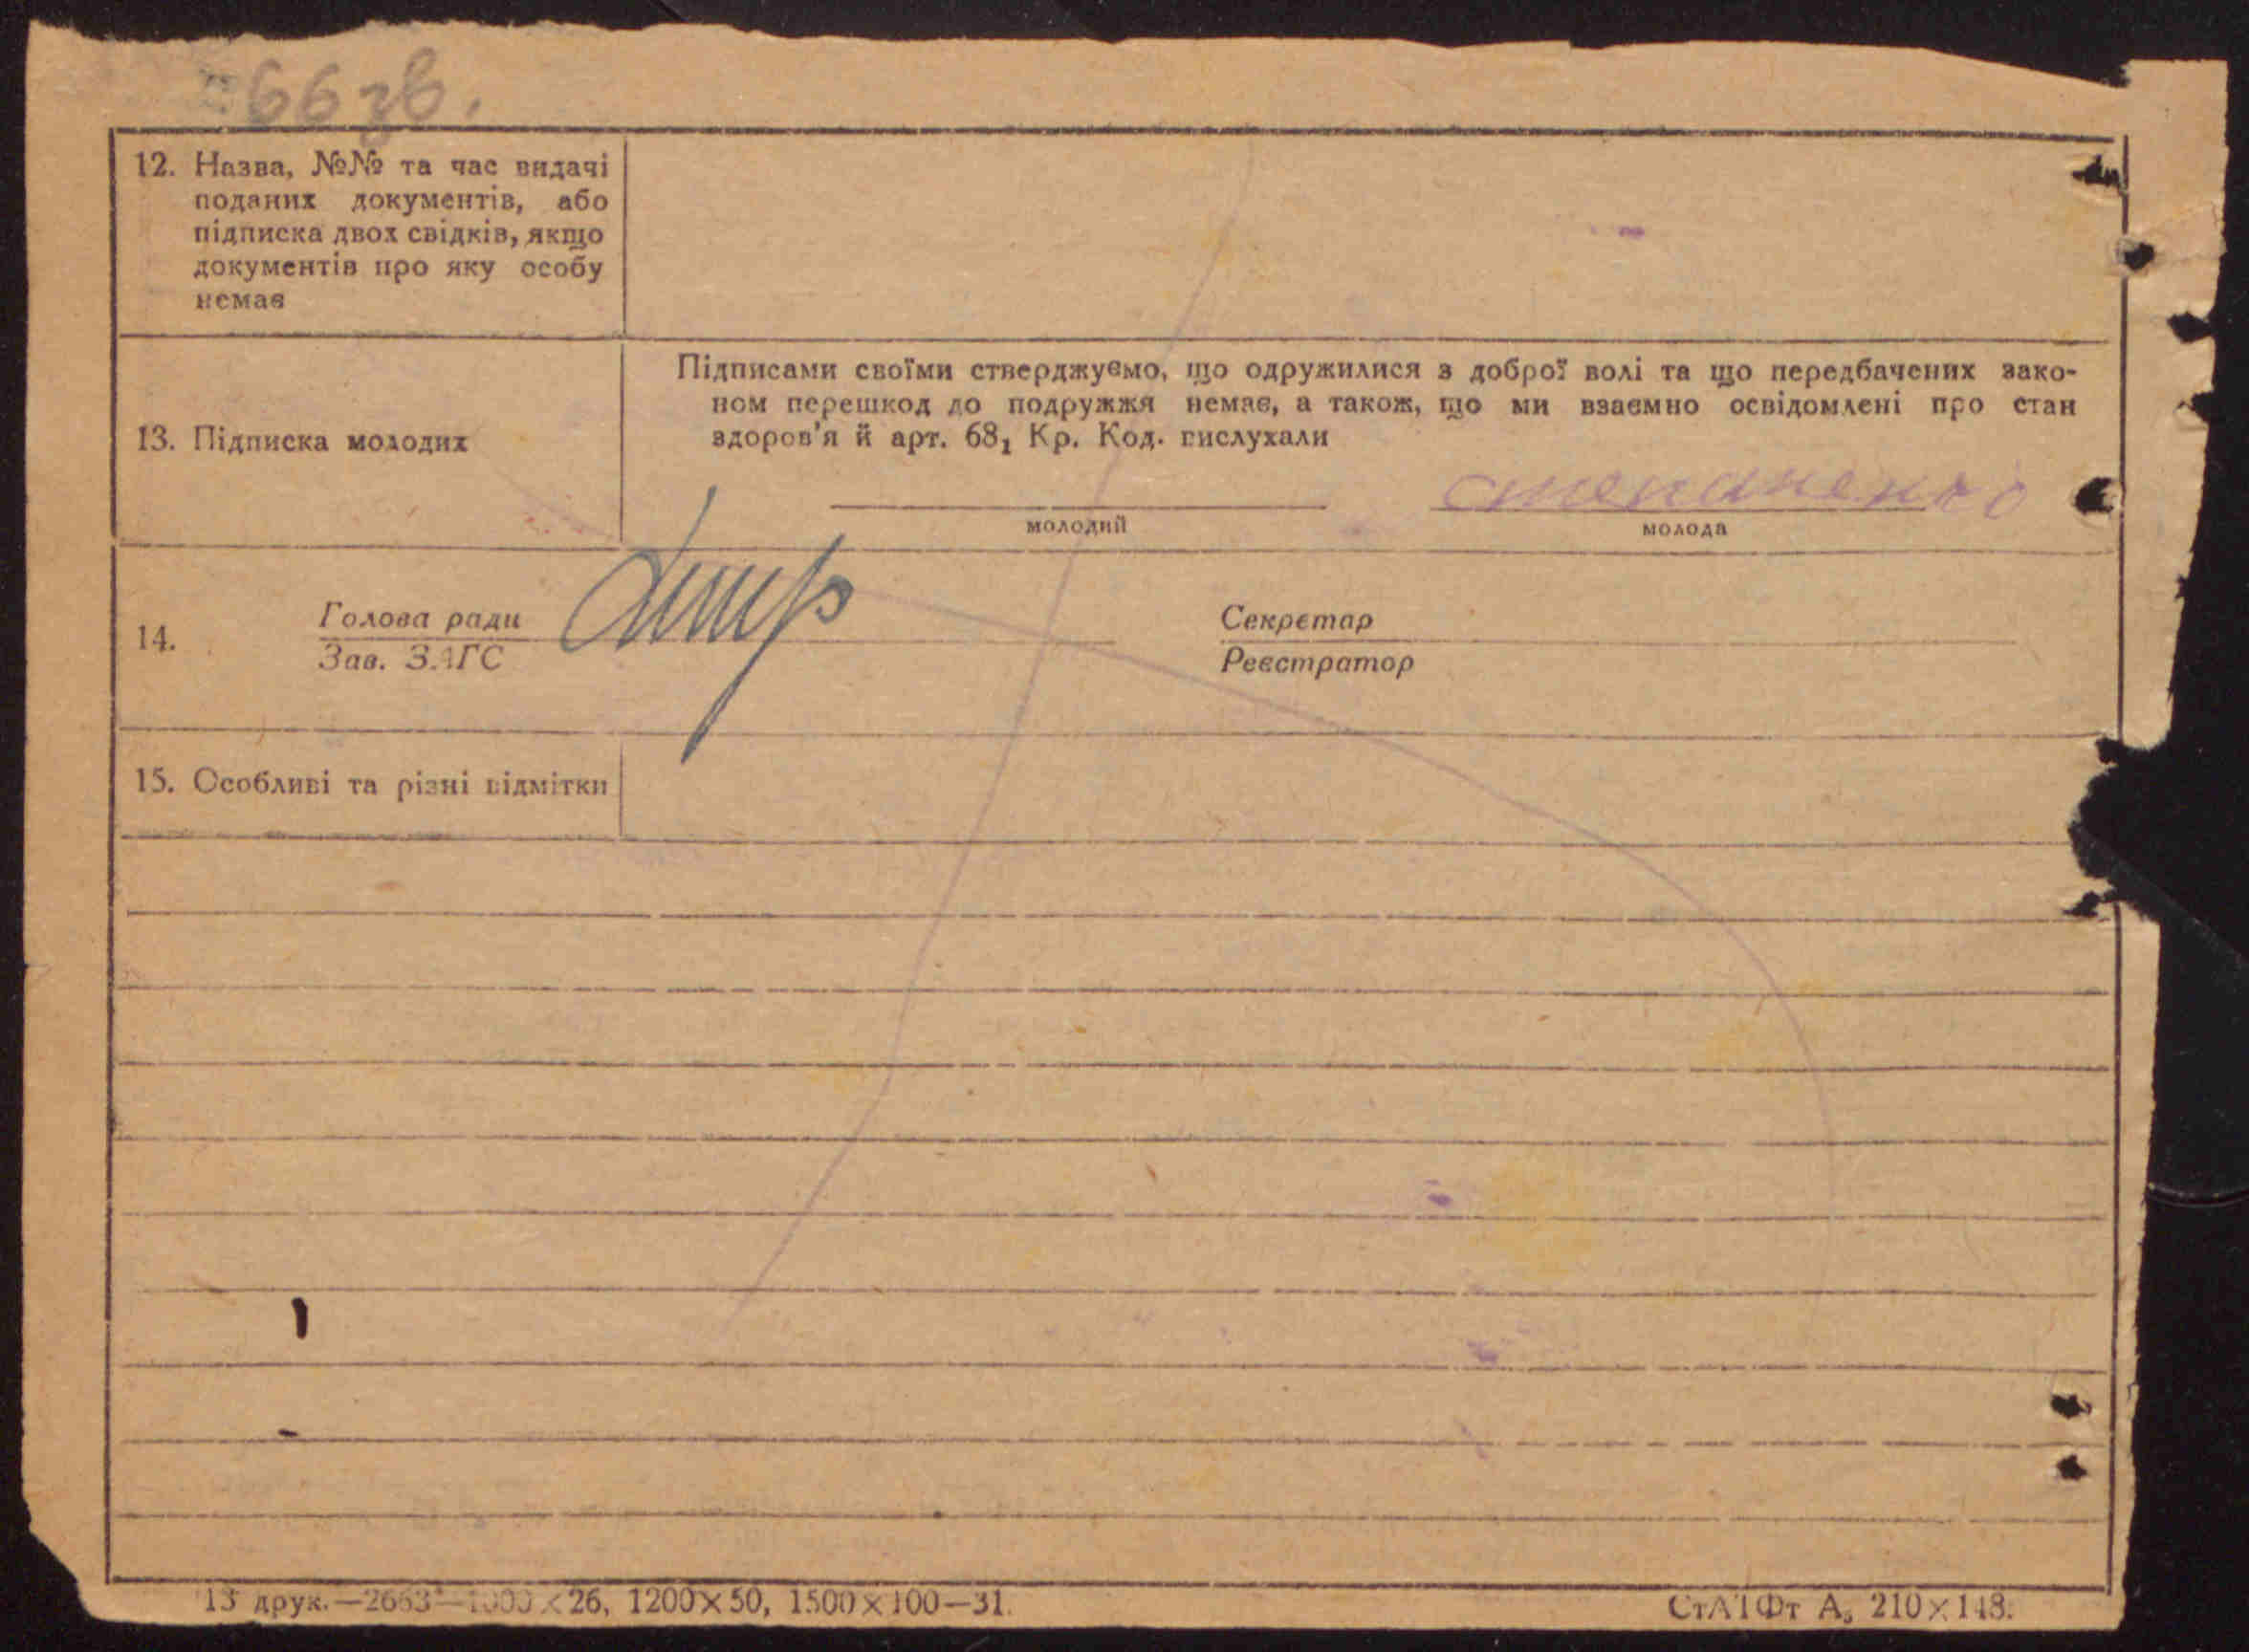 66 зв.
12. Назва, №№ та час видачі
поданих документів, або
підписка двох свідків, якщо
документів про яку особу
немає
13. Підписка молодих
Підписами своїми стверджуємо, що одружилися з доброї волі та що передбачених зако-
ном перешкод до подружжя немає, а також, що ми взаємно освідомлені про стан
здоров'я й арт. 68₁ Кр. Код. вислухали
степаненко
молодий
молода
14.
Голова ради
Зав. ЗАГС
Секретар
Реєстратор
15. Особливі та різні відмітки
13 друк.—2663—1000×26, 1200×50, 1500×100—31.
СтАТФт А₅ 210×148.